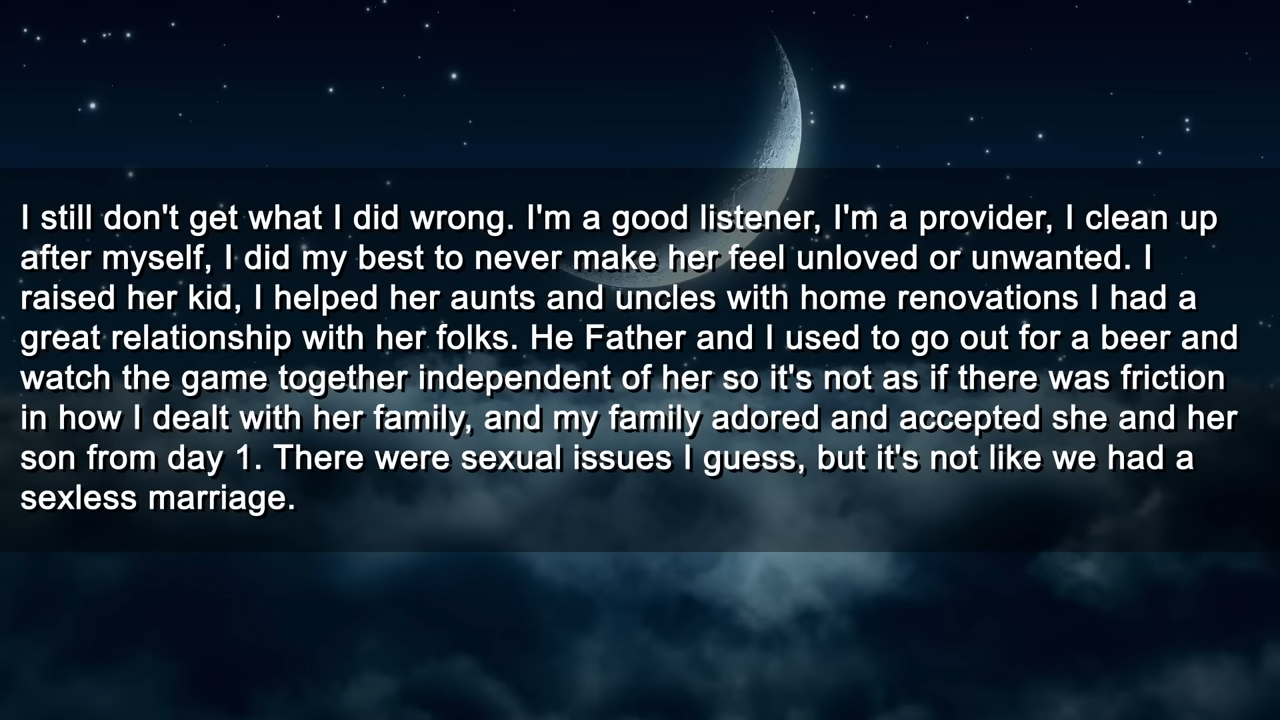 I still don't get what I did wrong. I'm a good listener, I'm a provider, I clean up
after myself, I did my best to never make her feel unloved or unwanted. I
raised her kid, I helped her aunts and uncles with home renovations I had a
great relationship with her folks. He Father and I used to go out for a beer and
watch the game together independent of her so it's not as if there was friction
in how I dealt with her family, and my family adored and accepted she and her
son from day 1. There were sexual issues I guess, but it's not like we had a
sexless marriage.